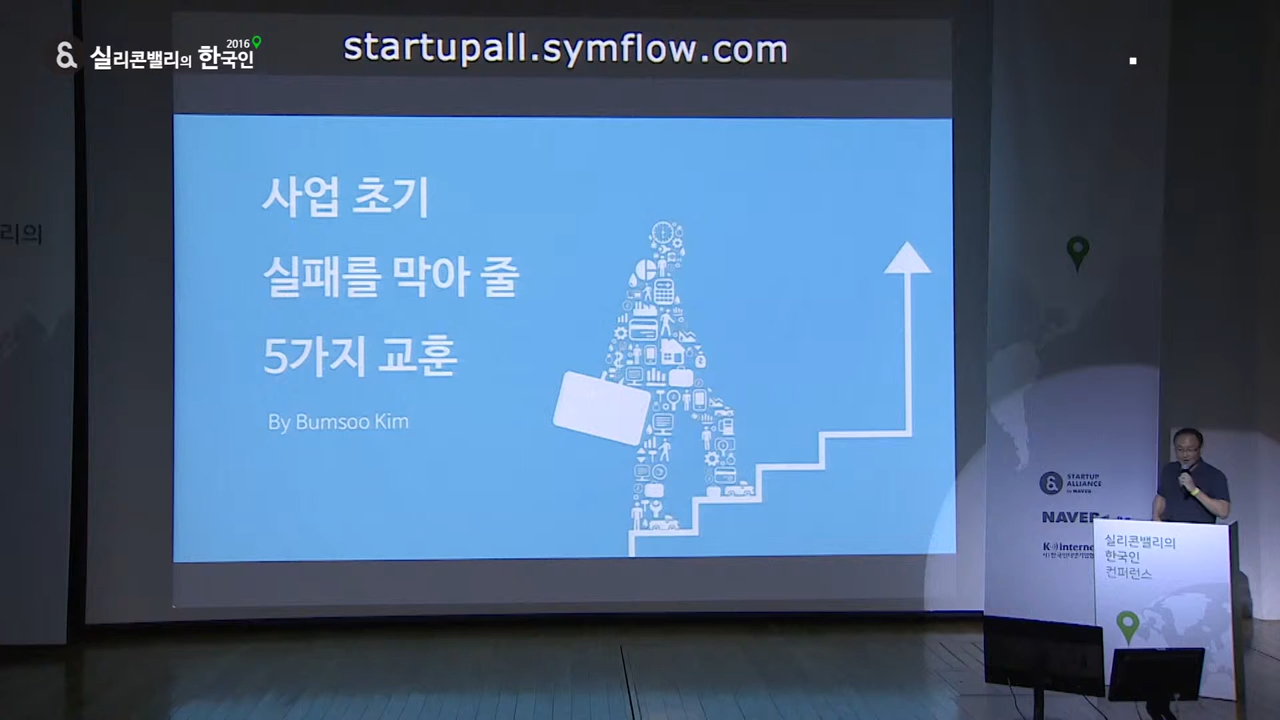 2016
& 실리콘밸리의 한국인
startupall.symflow.com
사업 초기
실패를 막아 줄
5가지 교훈
By Bumsoo Kim
리의
STARTUP
ALLIANCE
by NAVER
NAVER
실리콘밸리의
한국인
컨퍼런스